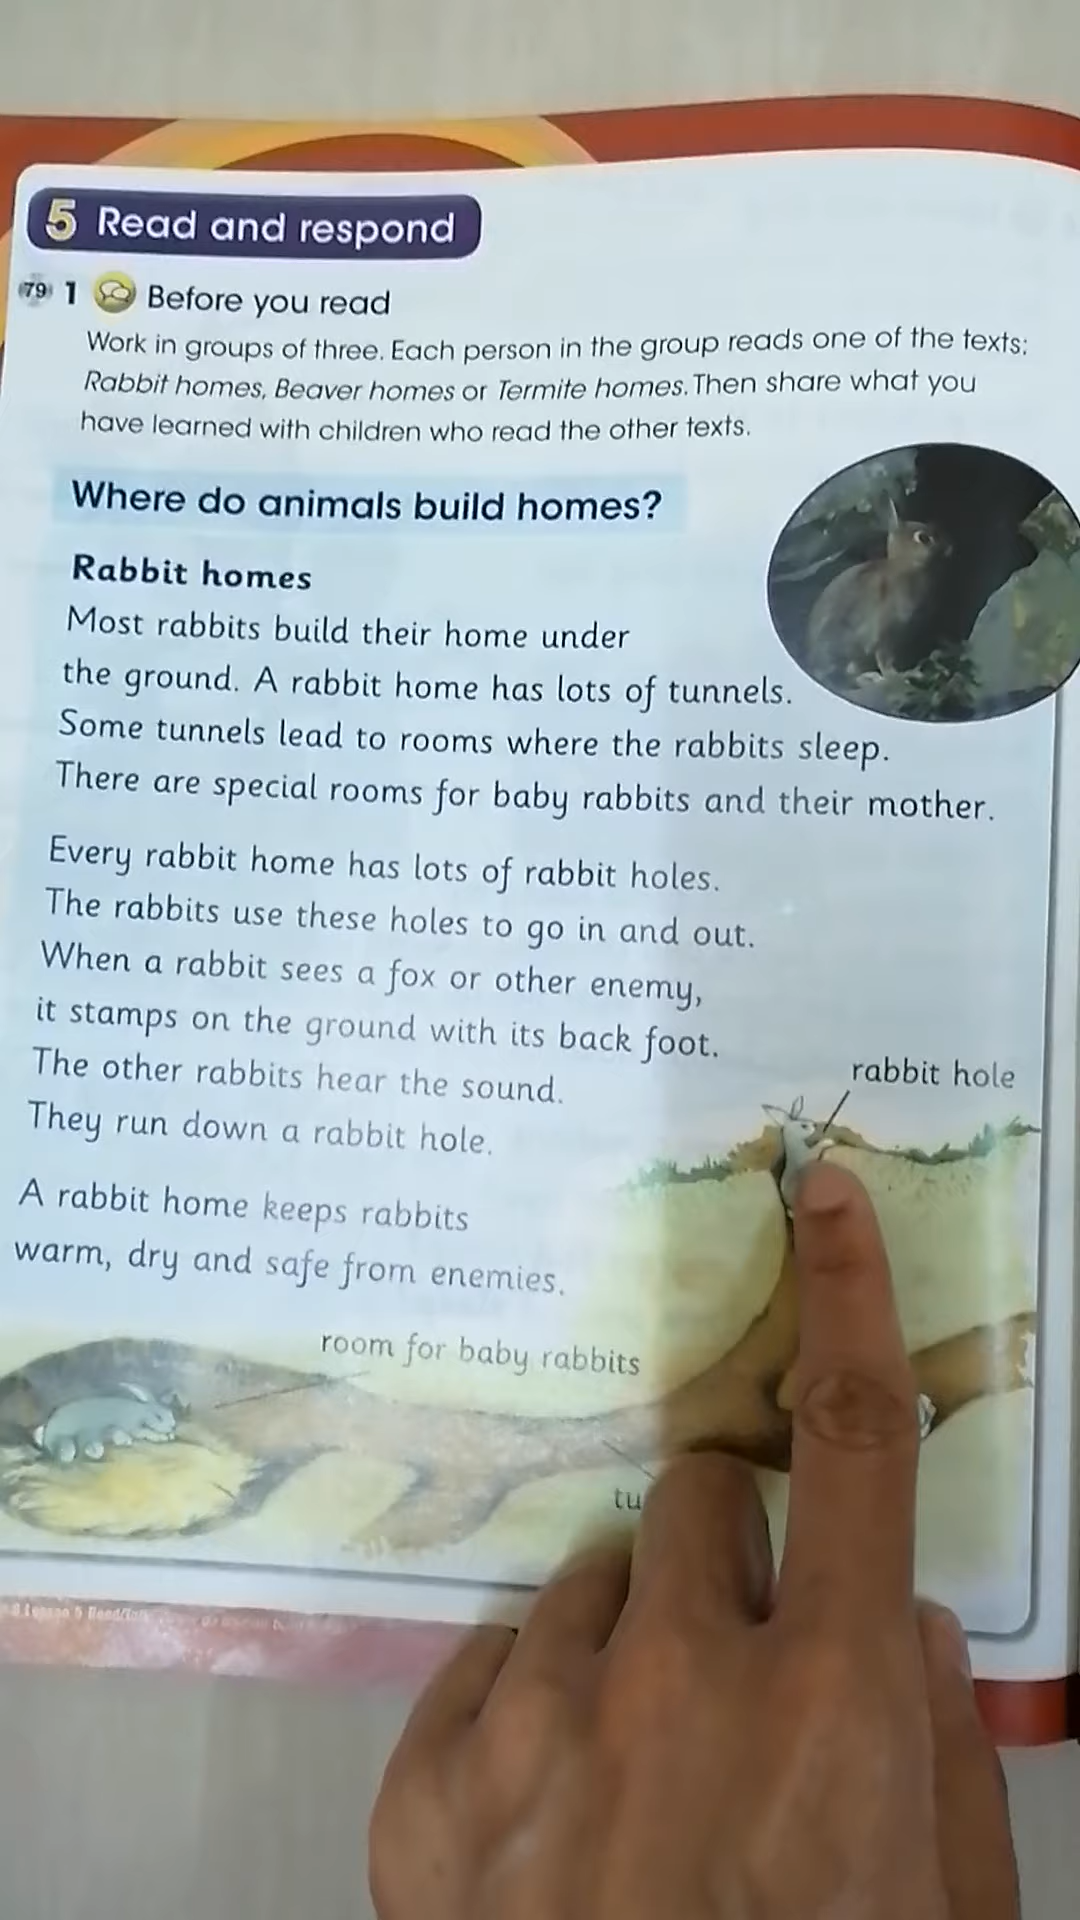 5 Read and respond
79 1 Before you read
Work in groups of three. Each person in the group reads one of the texts:
Rabbit homes, Beaver homes or Termite homes. Then share what you
have learned with children who read the other texts.
Where do animals build homes?
Rabbit homes
Most rabbits build their home under
the ground. A rabbit home has lots of tunnels.
Some tunnels lead to rooms where the rabbits sleep.
There are special rooms for baby rabbits and their mother.
Every rabbit home has lots of rabbit holes.
The rabbits use these holes to go in and out.
When a rabbit sees a fox or other enemy,
it stamps on the ground with its back foot.
The other rabbits hear the sound.
They run down a rabbit hole.
rabbit hole
A rabbit home keeps rabbits
warm, dry and safe from enemies.
room for baby rabbits
tu